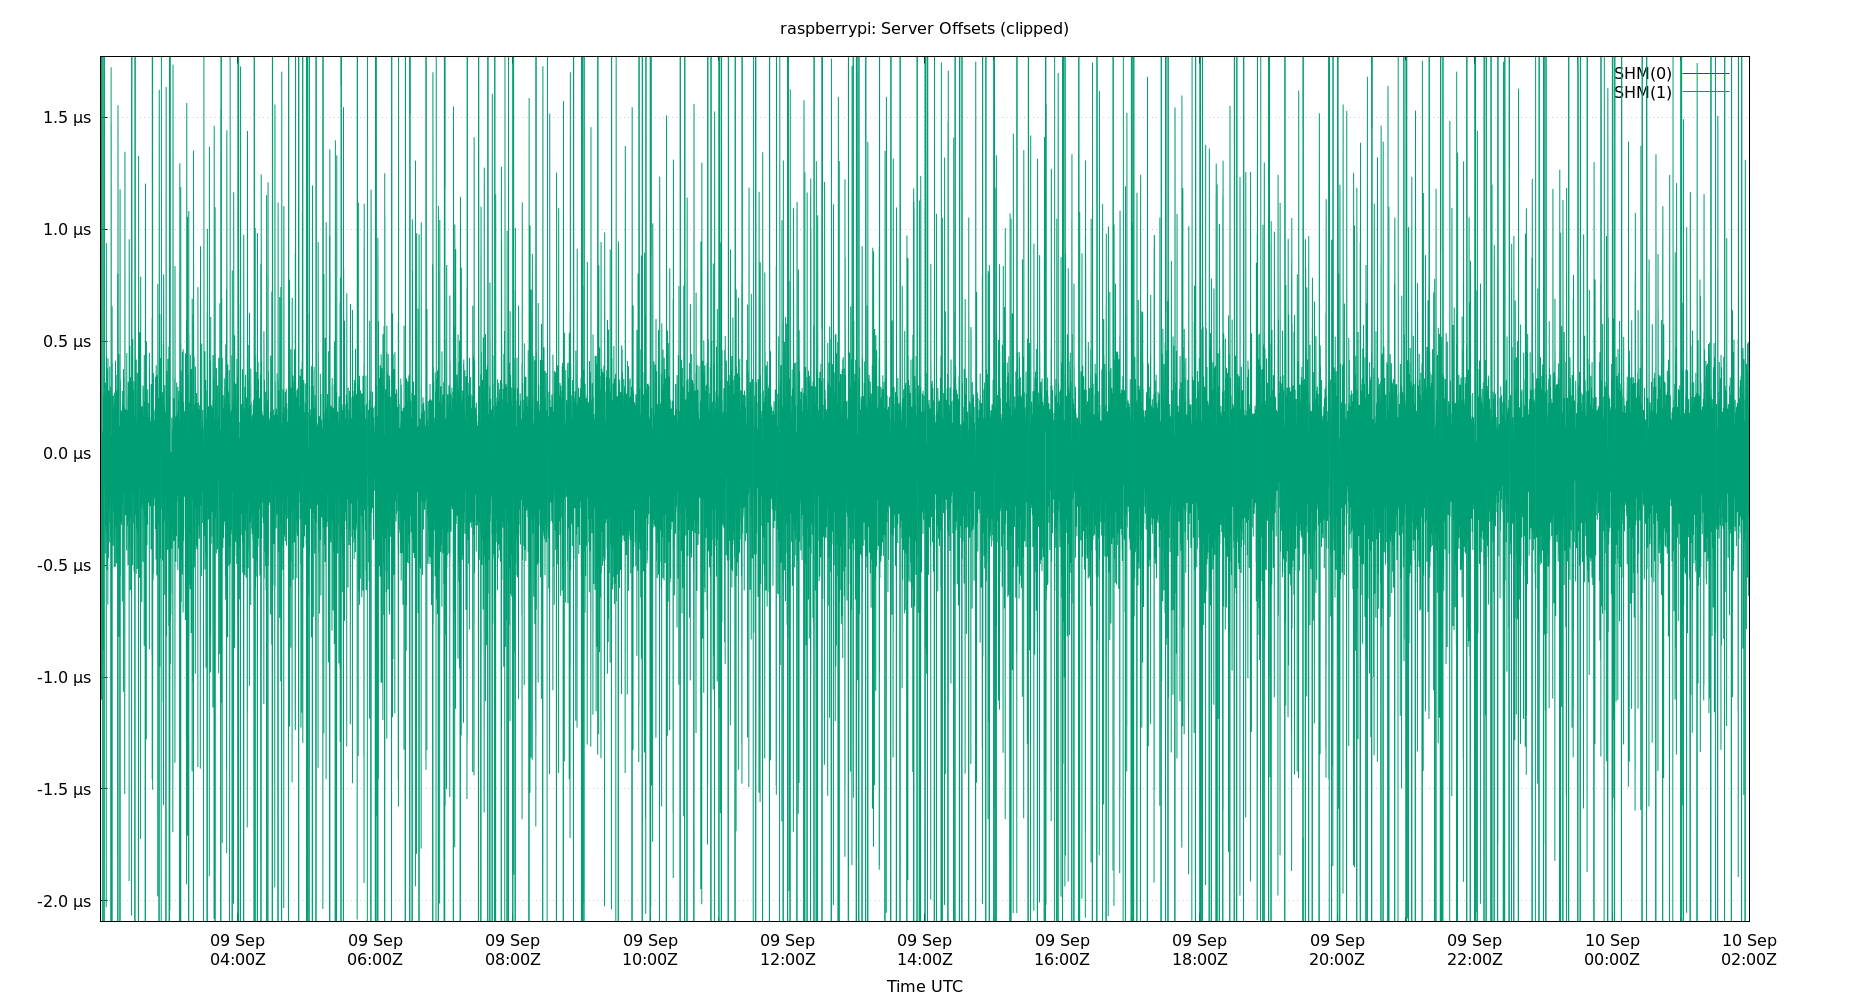 raspberrypi: Server Offsets (clipped)
SHM(0)
SHM(1)
1.5 µs
1.0 µs
0.5 µs
0.0 µs
-0.5 µs
-1.0 µs
-1.5 µs
-2.0 µs
09 Sep 09 Sep 09 Sep 09 Sep 09 Sep 09 Sep 09 Sep 09 Sep 09 Sep 09 Sep 10 Sep 10 Sep
04:00Z 06:00Z 08:00Z 10:00Z 12:00Z 14:00Z 16:00Z 18:00Z 20:00Z 22:00Z 00:00Z 02:00Z
Time UTC